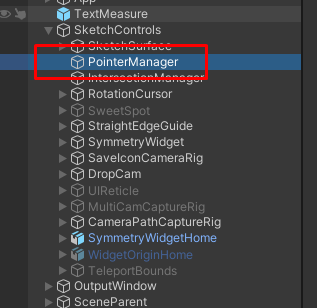 App
TextMeasure
SketchControls
SketchSurface
PointerManager
IntersectionManager
RotationCursor
SweetSpot
StraightEdgeGuide
SymmetryWidget
SaveIconCameraRig
DropCam
UIReticle
MultiCamCaptureRig
CameraPathCaptureRig
SymmetryWidgetHome
WidgetOriginHome
TeleportBounds
OutputWindow
SceneParent